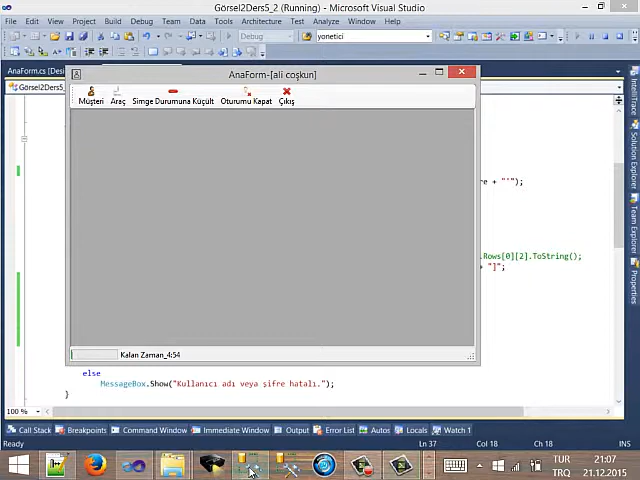 Görsel2Ders5_2 (Running) - Microsoft Visual Studio
File Edit View Project Build Debug Team Data Tools Architecture Test Analyze Window Help
Debug yonetici
AnaForm.cs [Des
Görsel2Ders5_
AnaForm-[ali coşkun]
Müşteri Araç Simge Durumuna Küçült Oturumu Kapat Çıkış
re + "'");
.Rows[0][2].ToString();
+ "]";
Kalan Zaman_4:54
else
MessageBox.Show("Kullanıcı adı veya şifre hatalı.");
}
100 %
Call Stack Breakpoints Command Window Immediate Window Output Error List Autos Locals Watch 1
Ready Ln 37 Col 18 Ch 18 INS
IntelliTrace
Solution Explorer
Team Explorer
Properties
TUR 21:07
TRQ 21.12.2015